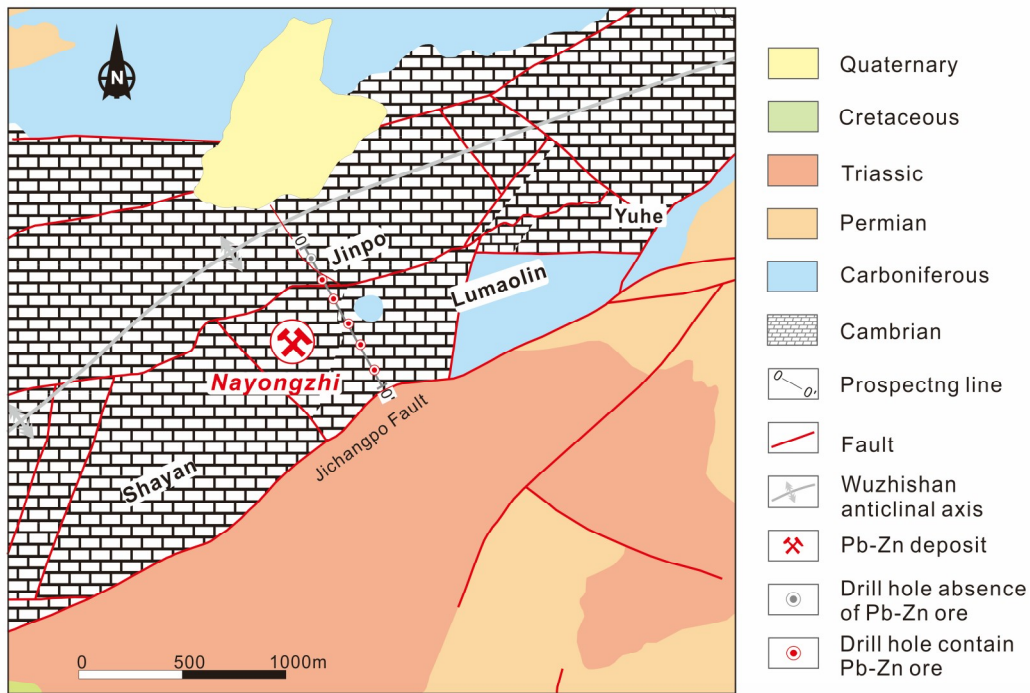 N
Quaternary
Cretaceous
Triassic
Permian
Carboniferous
Cambrian
0
0'
Prospectng line
Fault
Wuzhishan
anticlinal axis
Pb-Zn deposit
Drill hole absence
of Pb-Zn ore
Drill hole contain
Pb-Zn ore
Yuhe
0
Jinpo
Lumaolin
Nayongzhi
0'
Jichangpo Fault
Shayan
0 500 1000m